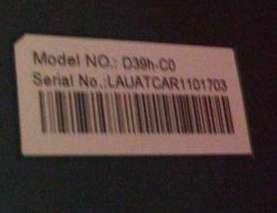 Model NO.: D39h-C0
Serial No.:LAUATCAR1101703